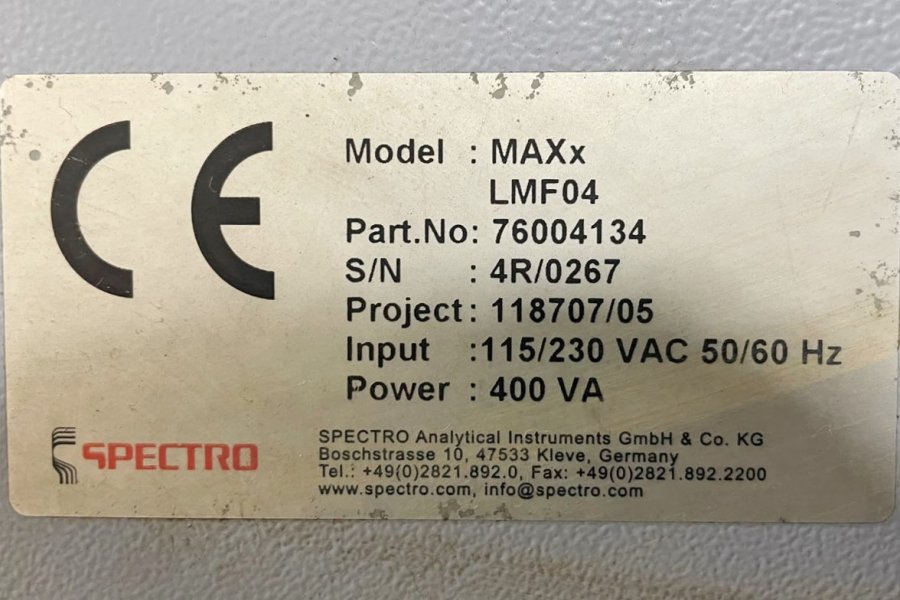 CE
Model : MAXx
LMF04
Part.No: 76004134
S/N : 4R/0267
Project : 118707/05
Input :115/230 VAC 50/60 Hz
Power : 400 VA
SPECTRO
SPECTRO Analytical Instruments GmbH & Co. KG
Boschstrasse 10, 47533 Kleve, Germany
Tel.: +49(0)2821.892.0, Fax: +49(0)2821.892.2200
www.spectro.com, info@spectro.com